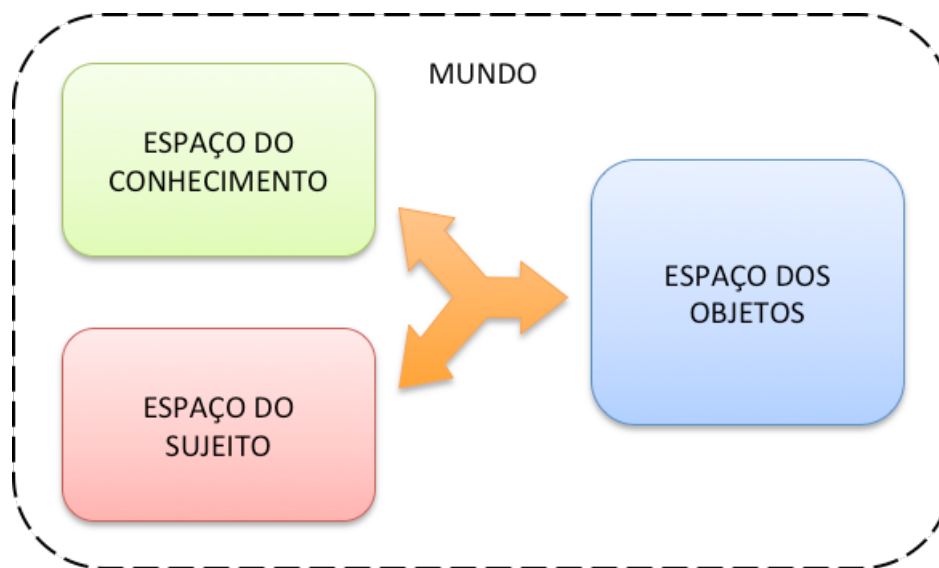 MUNDO
ESPAÇO DO
CONHECIMENTO
ESPAÇO DOS
OBJETOS
ESPAÇO DO
SUJEITO